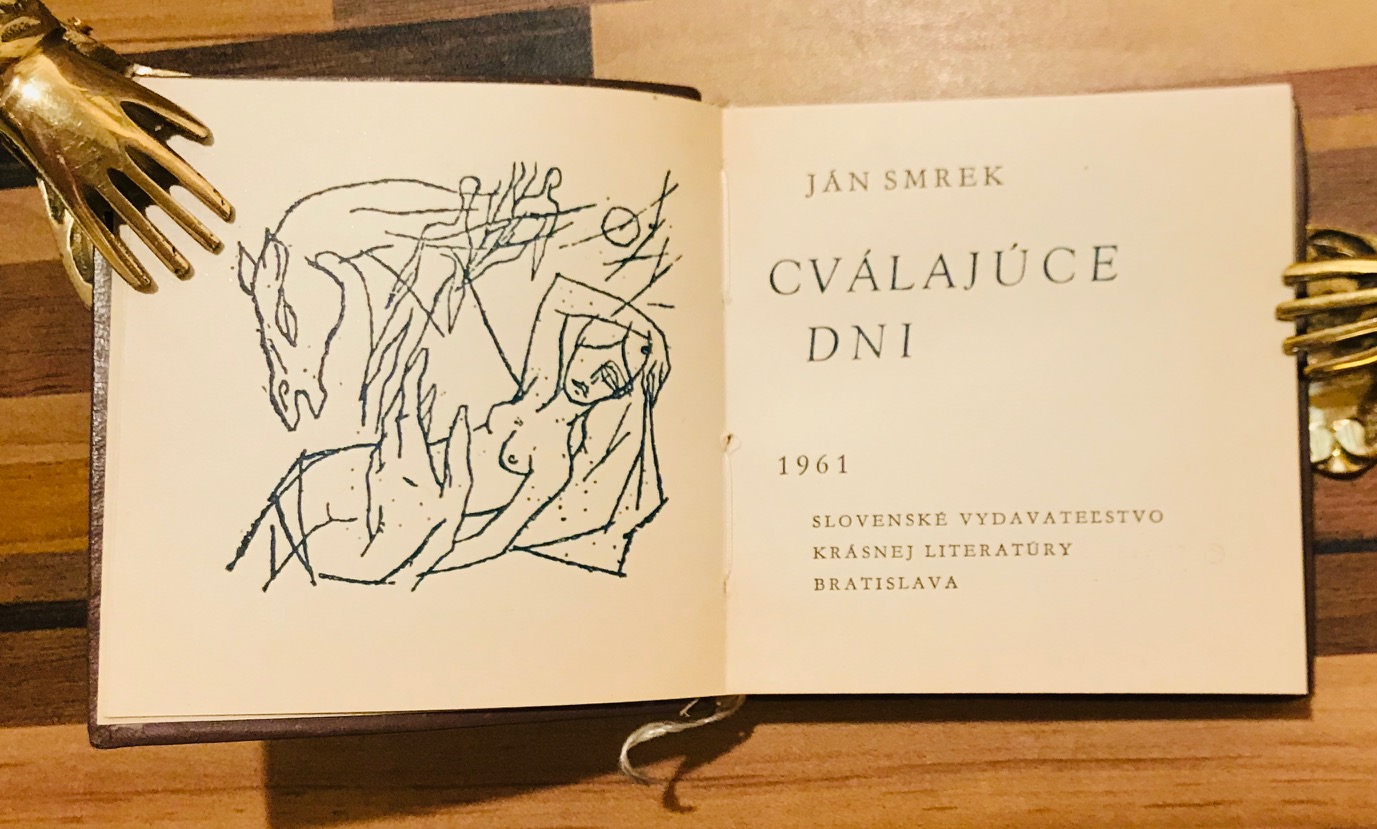 JÁN SMREK
CVÁLAJÚCE
DNI
1961
SLOVENSKÉ VYDAVATEĽSTVO
KRÁSNEJ LITERATÚRY
BRATISLAVA